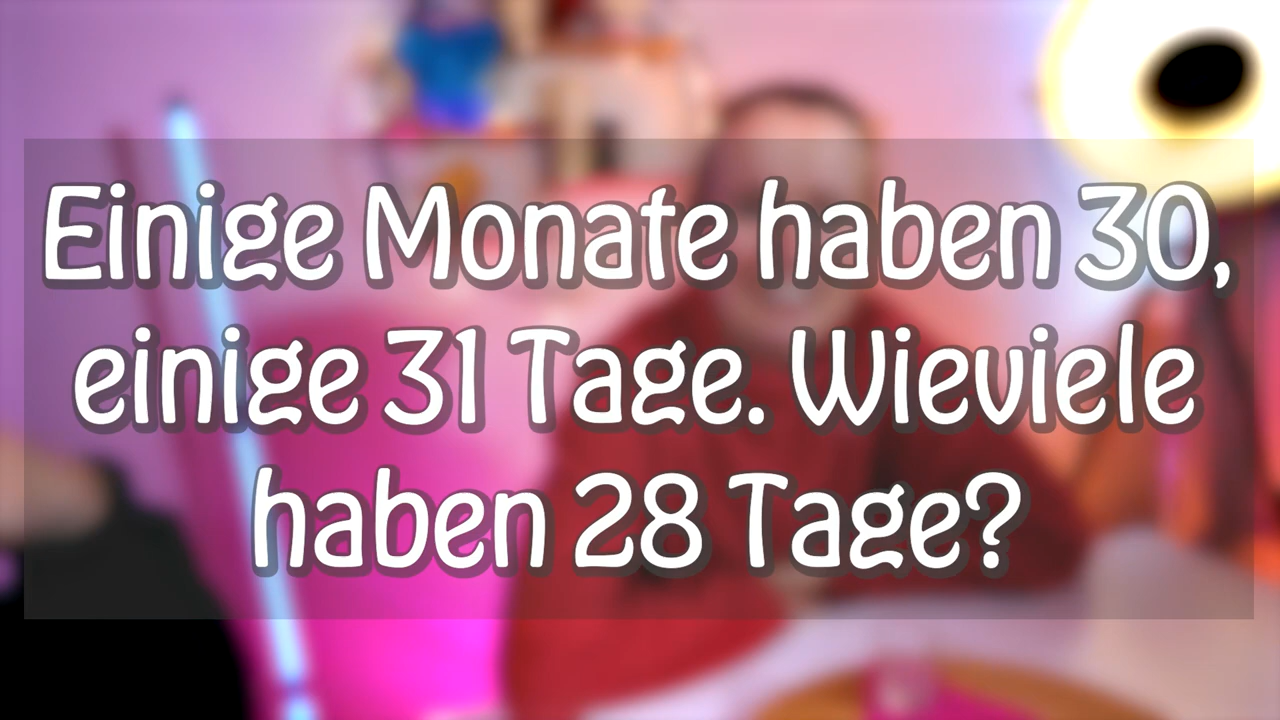 Einige Monate haben 30,
einige 31 Tage. Wieviele
haben 28 Tage?